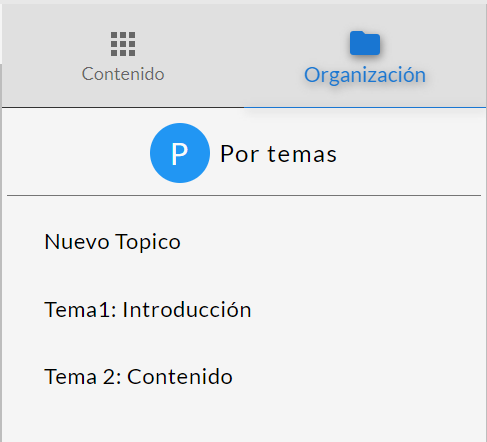 Contenido
Organización
P
Por temas
Nuevo Topico
Tema1: Introducción
Tema 2: Contenido